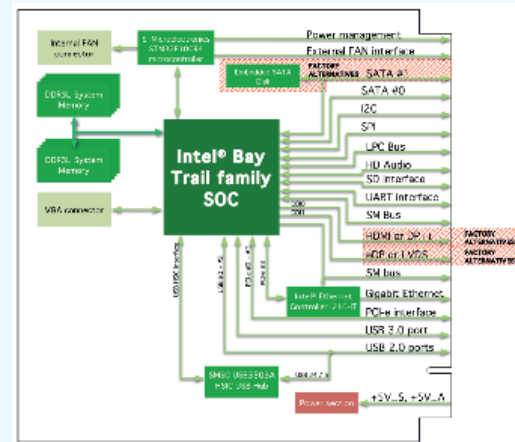 Internal FAN
connector
STMicroelectronics
microcontroller
Power management
External FAN interface
Embedded SATA
Disk
FACTORY
ALTERNATIVES
SATA #1
SATA #0
I2C
SPI
LPC Bus
HD Audio
SD interface
UART interface
SM Bus
DDR3L System
Memory
DDR3L System
Memory
Intel® Bay
Trail family
SOC
VGA connector
HDMI or DP
FACTORY
ALTERNATIVES
eDP or LVDS
FACTORY
ALTERNATIVES
SM bus
Intel® Ethernet
Controller I210-IT
Gigabit Ethernet
PCI-e interface
USB 3.0 port
USB 2.0 ports
SMSC USB3503A
HSIC USB Hub
Power section
+5V_S, +5V_A